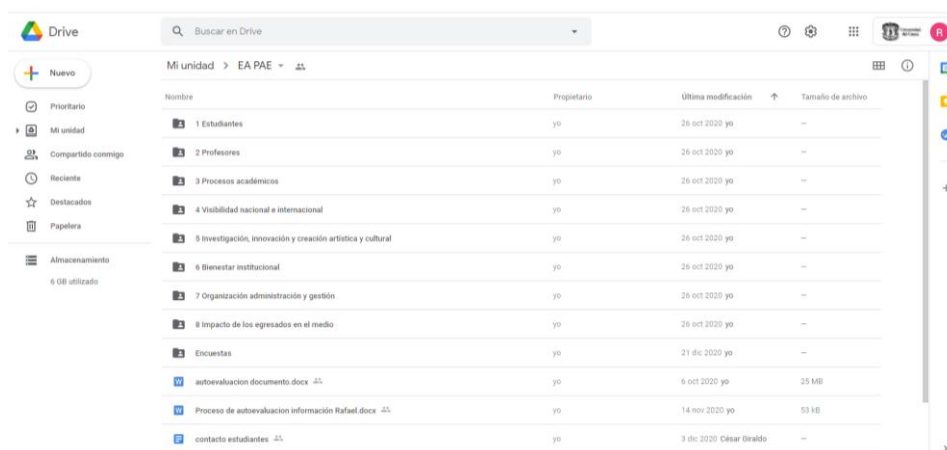 Drive
Buscar en Drive
R
Nuevo
Mi unidad > EA PAE
Nombre Propietario Última modificación Tamaño de archivo
Prioritario
Mi unidad
Compartido conmigo
Reciente
Destacados
Papelera
Almacenamiento
6 GB utilizado
1 Estudiantes yo 26 oct 2020 yo –
2 Profesores yo 26 oct 2020 yo –
3 Procesos académicos yo 26 oct 2020 yo –
4 Visibilidad nacional e internacional yo 26 oct 2020 yo –
5 Investigación, innovación y creación artística y cultural yo 26 oct 2020 yo –
6 Bienestar institucional yo 26 oct 2020 yo –
7 Organización administración y gestión yo 26 oct 2020 yo –
8 Impacto de los egresados en el medio yo 26 oct 2020 yo –
Encuestas yo 21 dic 2020 yo –
W autoevaluacion documento.docx yo 6 oct 2020 yo 25 MB
W Proceso de autoevaluacion información Rafael.docx yo 14 nov 2020 yo 53 kB
contacto estudiantes yo 3 dic 2020 César Giraldo –